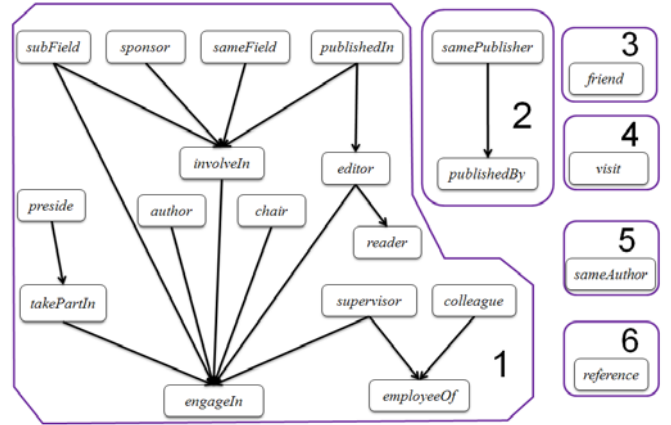 subField sponsor sameField publishedIn samePublisher 3
friend
2
4
involveIn editor publishedBy visit
preside author chair
reader 5
sameAuthor
takePartIn supervisor colleague
6
1
engageIn employeeOf reference